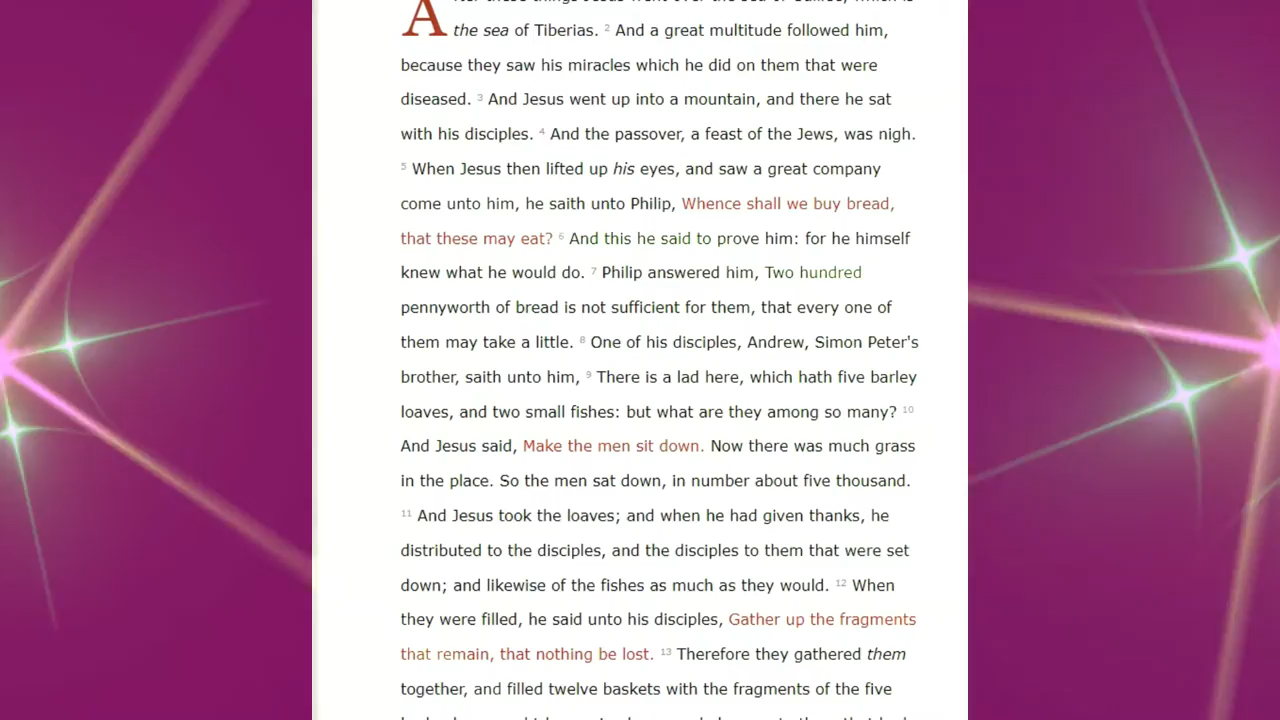 After these things Jesus went over the sea of Galilee, which is
the sea of Tiberias. 2 And a great multitude followed him,
because they saw his miracles which he did on them that were
diseased. 3 And Jesus went up into a mountain, and there he sat
with his disciples. 4 And the passover, a feast of the Jews, was nigh.
5 When Jesus then lifted up his eyes, and saw a great company
come unto him, he saith unto Philip, Whence shall we buy bread,
that these may eat? 6 And this he said to prove him: for he himself
knew what he would do. 7 Philip answered him, Two hundred
pennyworth of bread is not sufficient for them, that every one of
them may take a little. 8 One of his disciples, Andrew, Simon Peter's
brother, saith unto him, 9 There is a lad here, which hath five barley
loaves, and two small fishes: but what are they among so many? 10
And Jesus said, Make the men sit down. Now there was much grass
in the place. So the men sat down, in number about five thousand.
11 And Jesus took the loaves; and when he had given thanks, he
distributed to the disciples, and the disciples to them that were set
down; and likewise of the fishes as much as they would. 12 When
they were filled, he said unto his disciples, Gather up the fragments
that remain, that nothing be lost. 13 Therefore they gathered them
together, and filled twelve baskets with the fragments of the five